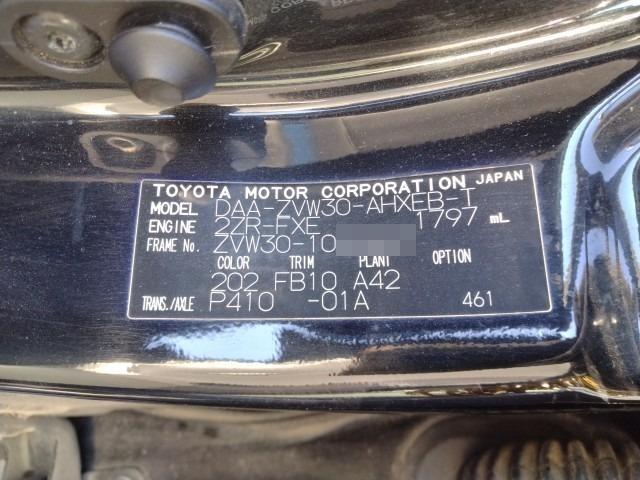 TOYOTA MOTOR CORPORATION JAPAN
MODEL DAA-ZVW30-AHXEB-T
ENGINE 2ZR-FXE 1797 mL
FRAME No. ZVW30-10
COLOR TRIM PLANT OPTION
202 FB10 A42
TRANS./AXLE P410 -01A 461